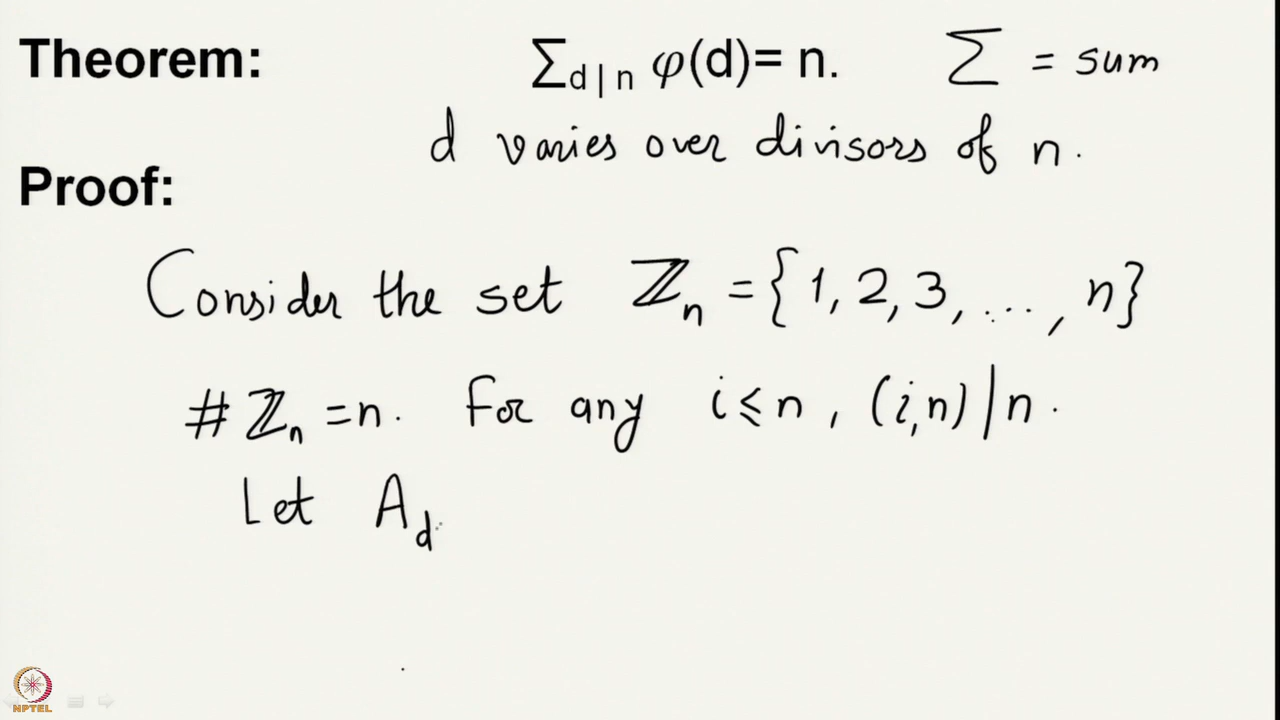 Theorem: ∑d|n φ(d)= n. ∑ = sum
d varies over divisors of n.
Proof:
Consider the set ℤn = {1, 2, 3, ..., n}
# ℤn = n. For any i ≤ n, (i,n) | n.
Let Ad
NPTEL